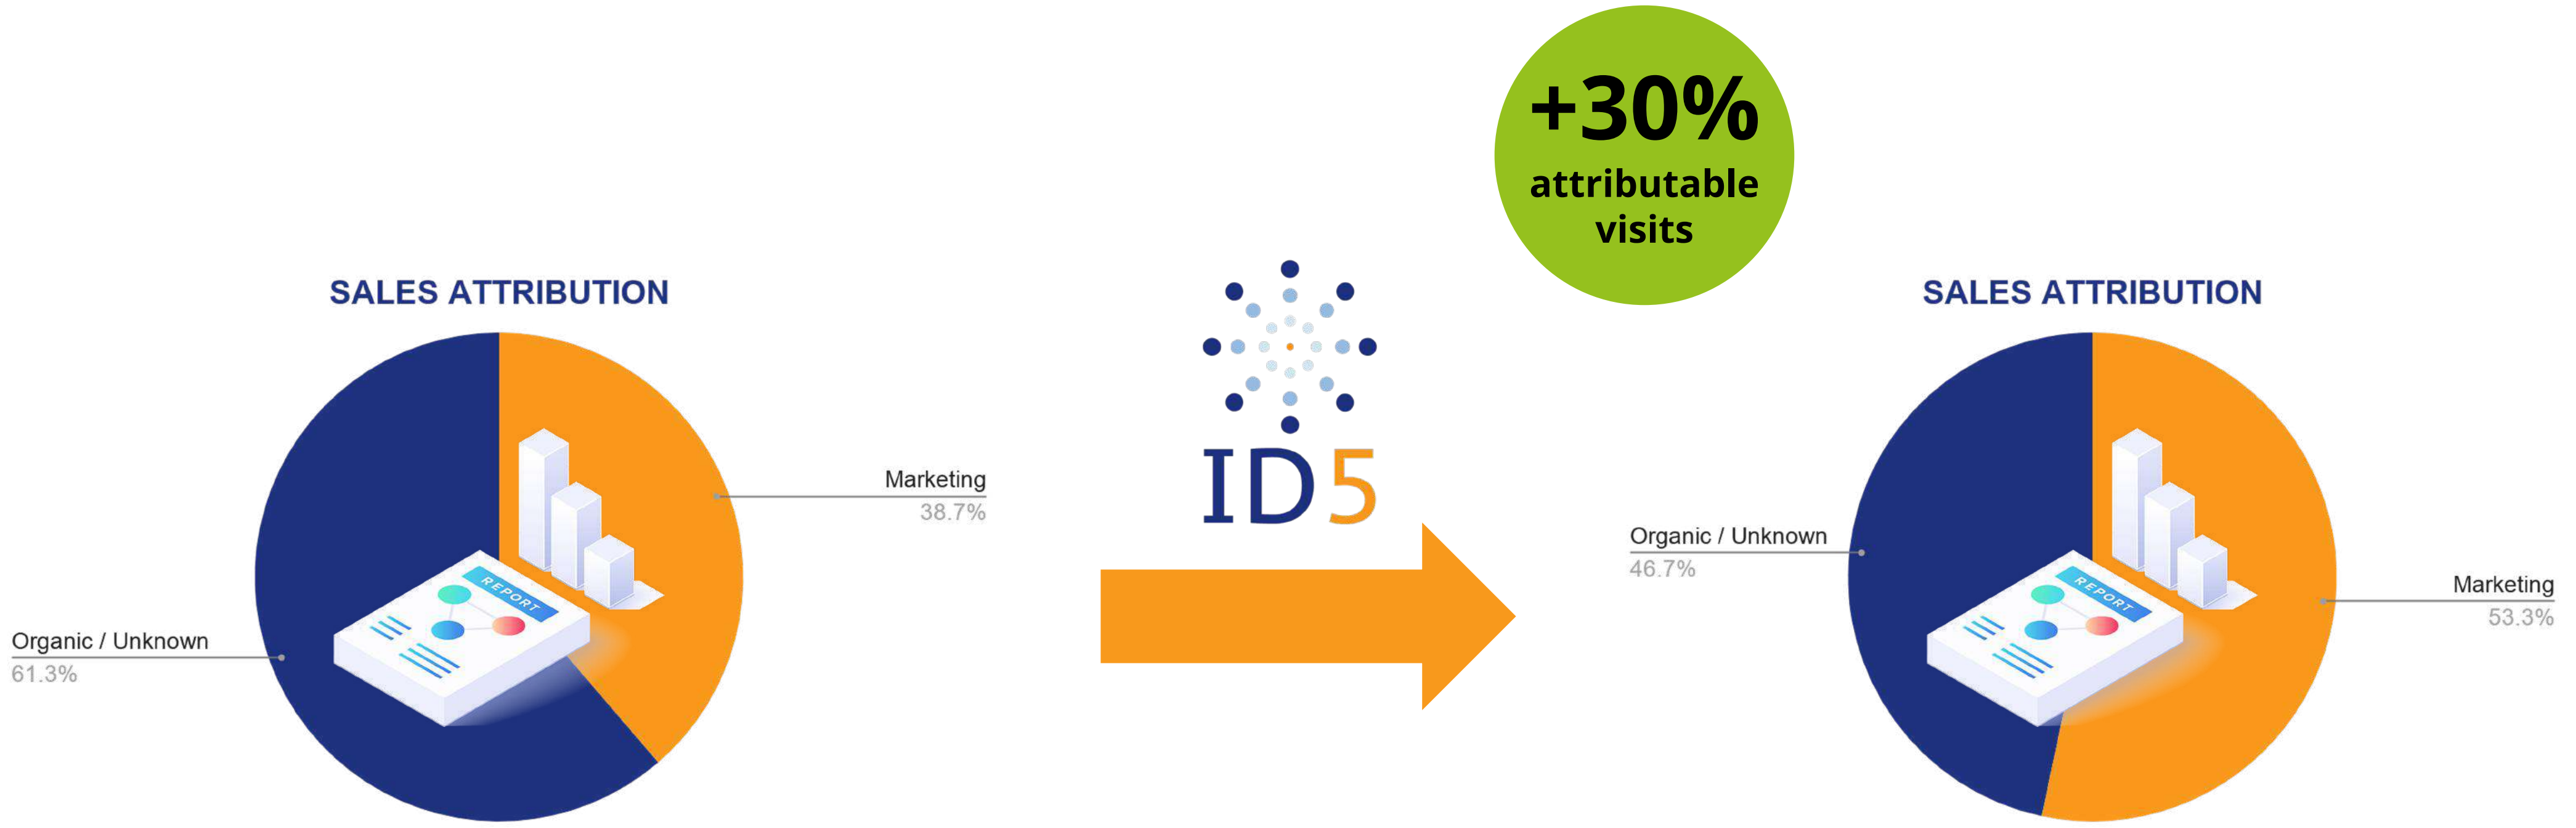 SALES ATTRIBUTION
Marketing
38.7%
Organic / Unknown
61.3%
REPORT
ID5
+30%
attributable
visits
SALES ATTRIBUTION
Organic / Unknown
46.7%
Marketing
53.3%
REPORT